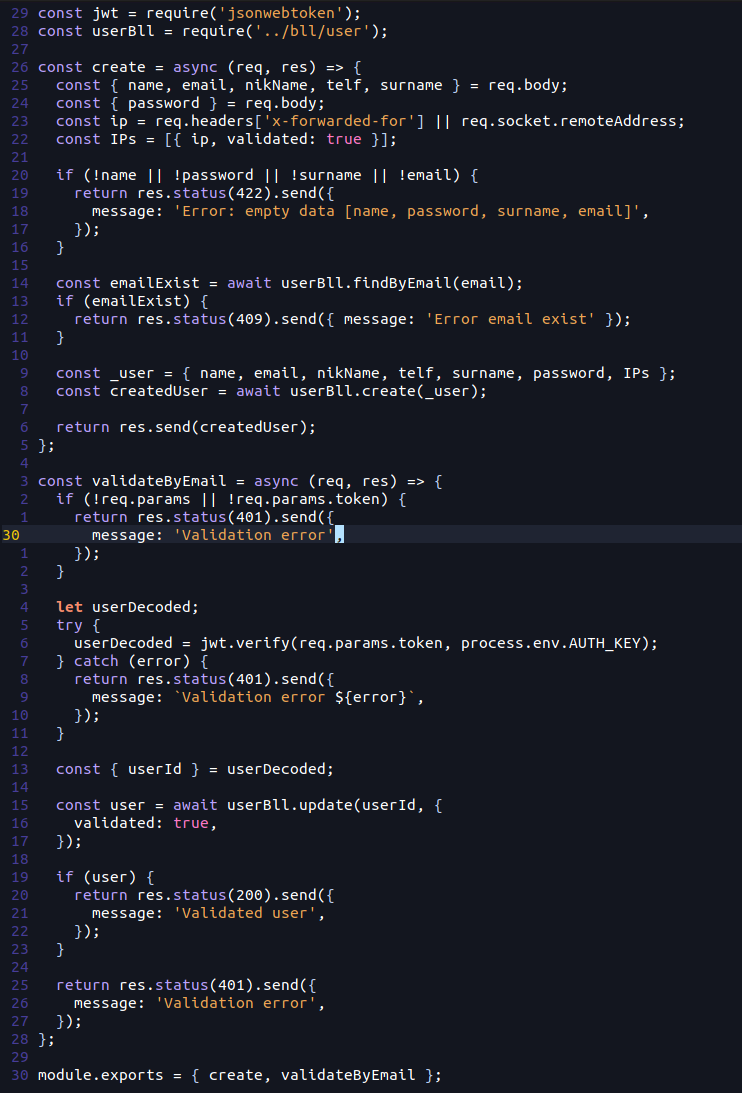 29 const jwt = require('jsonwebtoken');
28 const userBll = require('../bll/user');
27
26 const create = async (req, res) => {
25   const { name, email, nikName, telf, surname } = req.body;
24   const { password } = req.body;
23   const ip = req.headers['x-forwarded-for'] || req.socket.remoteAddress;
22   const IPs = [{ ip, validated: true }];
21
20   if (!name || !password || !surname || !email) {
19     return res.status(422).send({
18       message: 'Error: empty data [name, password, surname, email]',
17     });
16   }
15
14   const emailExist = await userBll.findByEmail(email);
13   if (emailExist) {
12     return res.status(409).send({ message: 'Error email exist' });
11   }
10
9   const _user = { name, email, nikName, telf, surname, password, IPs };
8   const createdUser = await userBll.create(_user);
7
6   return res.send(createdUser);
5 };
4
3 const validateByEmail = async (req, res) => {
2   if (!req.params || !req.params.token) {
1     return res.status(401).send({
30       message: 'Validation error',
1     });
2   }
3
4   let userDecoded;
5   try {
6     userDecoded = jwt.verify(req.params.token, process.env.AUTH_KEY);
7   } catch (error) {
8     return res.status(401).send({
9       message: `Validation error ${error}`,
10     });
11   }
12
13   const { userId } = userDecoded;
14
15   const user = await userBll.update(userId, {
16     validated: true,
17   });
18
19   if (user) {
20     return res.status(200).send({
21       message: 'Validated user',
22     });
23   }
24
25   return res.status(401).send({
26     message: 'Validation error',
27   });
28 };
29
30 module.exports = { create, validateByEmail };